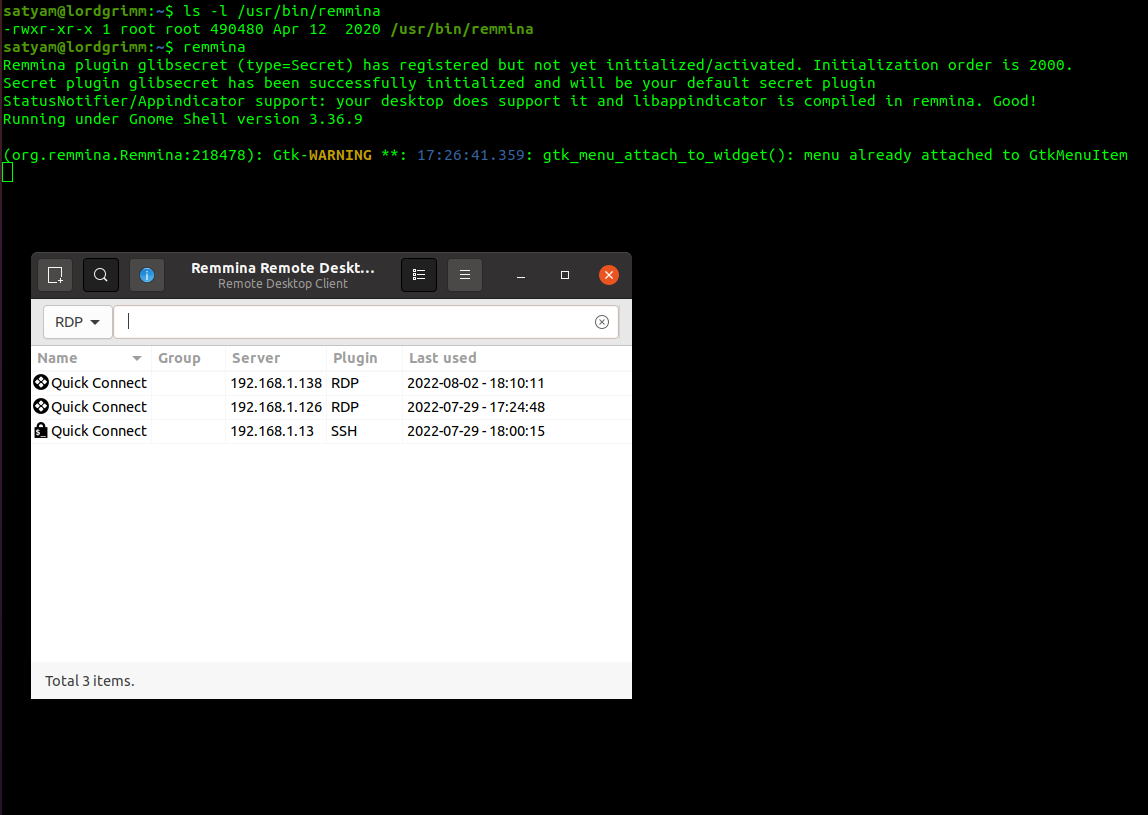 satyam@lordgrimm:~$ ls -l /usr/bin/remmina
-rwxr-xr-x 1 root root 490480 Apr 12  2020 /usr/bin/remmina
satyam@lordgrimm:~$ remmina
Remmina plugin glibsecret (type=Secret) has registered but not yet initialized/activated. Initialization order is 2000.
Secret plugin glibsecret has been successfully initialized and will be your default secret plugin
StatusNotifier/Appindicator support: your desktop does support it and libappindicator is compiled in remmina. Good!
Running under Gnome Shell version 3.36.9
(org.remmina.Remmina:218478): Gtk-WARNING **: 17:26:41.359: gtk_menu_attach_to_widget(): menu already attached to GtkMenuItem
Remmina Remote Deskt...
Remote Desktop Client
RDP
Name Group Server Plugin Last used
Quick Connect 192.168.1.138 RDP 2022-08-02 - 18:10:11
Quick Connect 192.168.1.126 RDP 2022-07-29 - 17:24:48
Quick Connect 192.168.1.13 SSH 2022-07-29 - 18:00:15
Total 3 items.